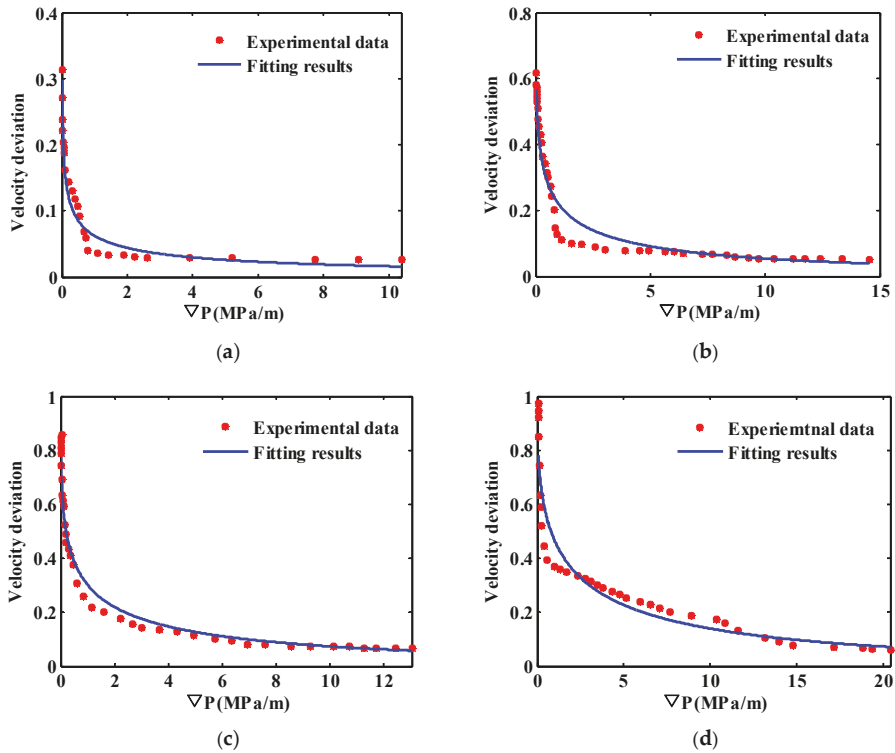 0.4
0.3
0.2
0.1
0
0 2 4 6 8 10
Velocity deviation
▽P(MPa/m)
Experimental data
Fitting results
(a)
0.8
0.6
0.4
0.2
0
0 5 10 15
Velocity deviation
▽P(MPa/m)
Experimental data
Fitting results
(b)
1
0.8
0.6
0.4
0.2
0
0 2 4 6 8 10 12
Velocity deviation
▽P(MPa/m)
Experimental data
Fitting results
(c)
1
0.8
0.6
0.4
0.2
0
0 5 10 15 20
Velocity deviation
▽P(MPa/m)
Experiemtnal data
Fitting results
(d)